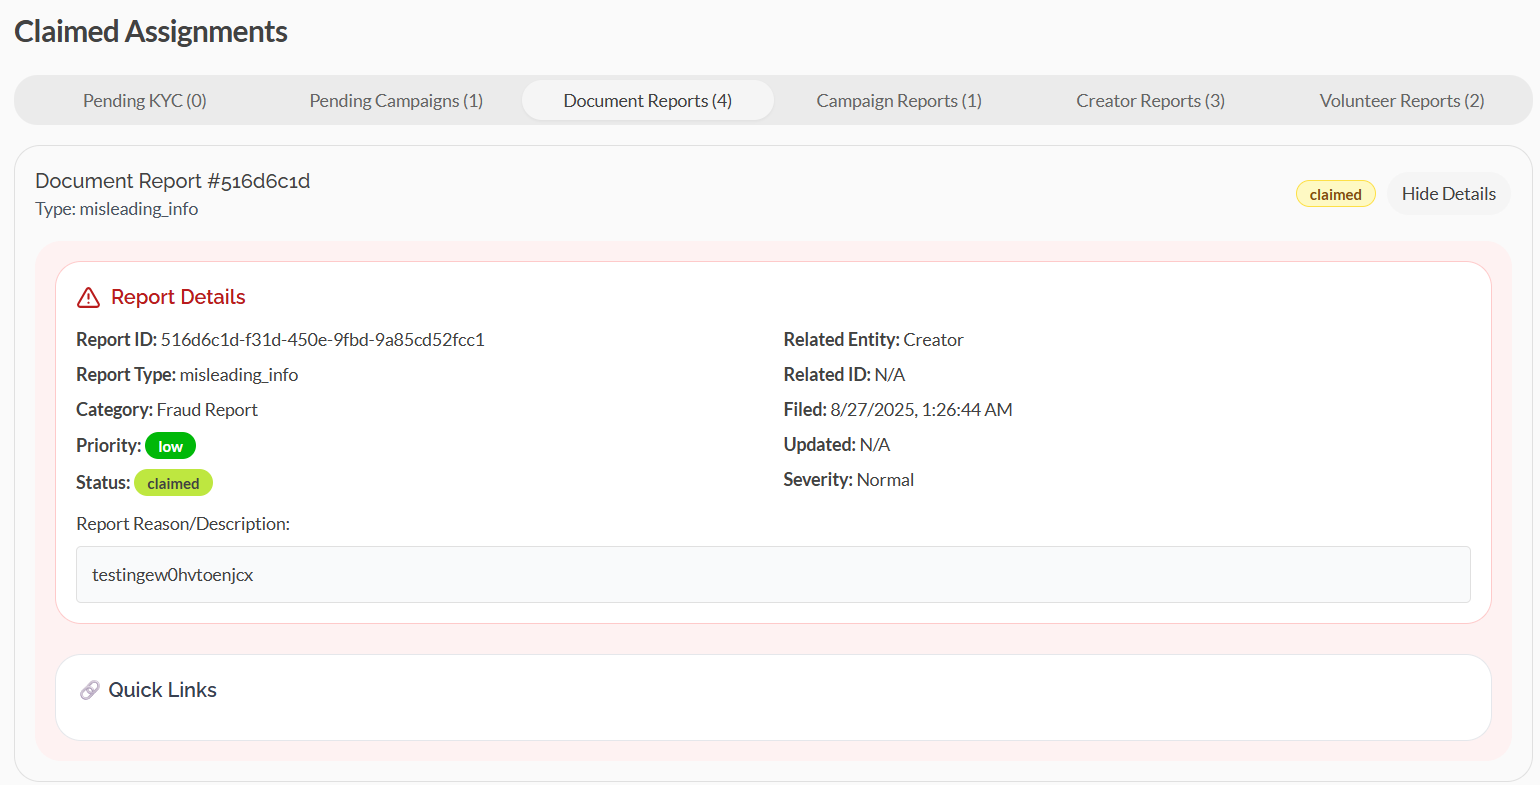 Claimed Assignments
Pending KYC (0) Pending Campaigns (1) Document Reports (4) Campaign Reports (1) Creator Reports (3) Volunteer Reports (2)
Document Report #516d6c1d
Type: misleading_info
claimed Hide Details
Report Details
Report ID: 516d6c1d-f31d-450e-9fbd-9a85cd52fcc1
Report Type: misleading_info
Category: Fraud Report
Priority: low
Status: claimed
Related Entity: Creator
Related ID: N/A
Filed: 8/27/2025, 1:26:44 AM
Updated: N/A
Severity: Normal
Report Reason/Description:
testingew0hvtoenjcx
Quick Links